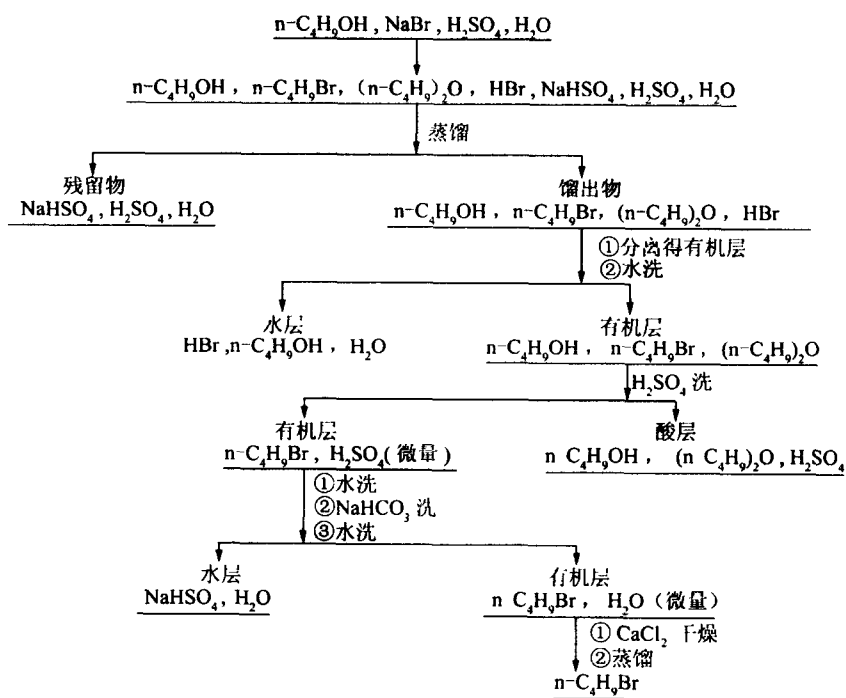 n-C₄H₉OH, NaBr, H₂SO₄, H₂O
n-C₄H₉OH, n-C₄H₉Br, (n-C₄H₉)₂O, HBr, NaHSO₄, H₂SO₄, H₂O
蒸馏
残留物
NaHSO₄, H₂SO₄, H₂O
馏出物
n-C₄H₉OH, n-C₄H₉Br, (n-C₄H₉)₂O, HBr
①分离得有机层
②水洗
水层
HBr, n-C₄H₉OH, H₂O
有机层
n-C₄H₉OH, n-C₄H₉Br, (n-C₄H₉)₂O
H₂SO₄ 洗
有机层
n-C₄H₉Br, H₂SO₄(微量)
酸层
n C₄H₉OH, (n C₄H₉)₂O, H₂SO₄
①水洗
②NaHCO₃ 洗
③水洗
水层
NaHSO₄, H₂O
有机层
n C₄H₉Br, H₂O (微量)
① CaCl₂ 干燥
②蒸馏
n-C₄H₉Br